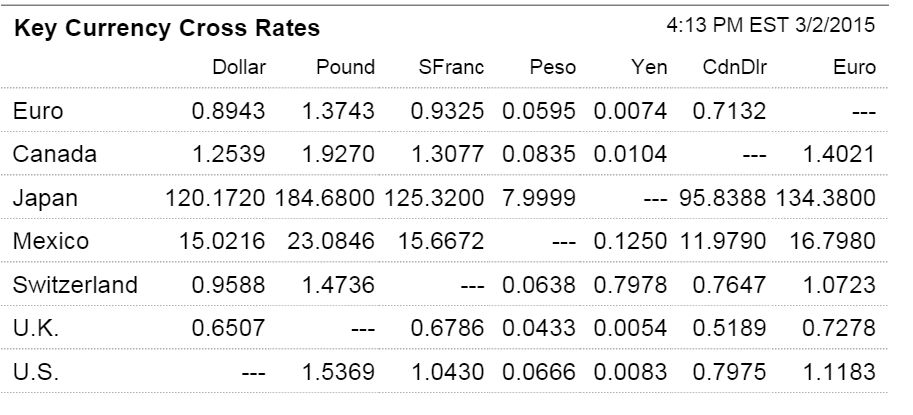 Key Currency Cross Rates 4:13 PM EST 3/2/2015
Dollar Pound SFranc Peso Yen CdnDlr Euro
Euro 0.8943 1.3743 0.9325 0.0595 0.0074 0.7132 ---
Canada 1.2539 1.9270 1.3077 0.0835 0.0104 --- 1.4021
Japan 120.1720 184.6800 125.3200 7.9999 --- 95.8388 134.3800
Mexico 15.0216 23.0846 15.6672 --- 0.1250 11.9790 16.7980
Switzerland 0.9588 1.4736 --- 0.0638 0.7978 0.7647 1.0723
U.K. 0.6507 --- 0.6786 0.0433 0.0054 0.5189 0.7278
U.S. --- 1.5369 1.0430 0.0666 0.0083 0.7975 1.1183